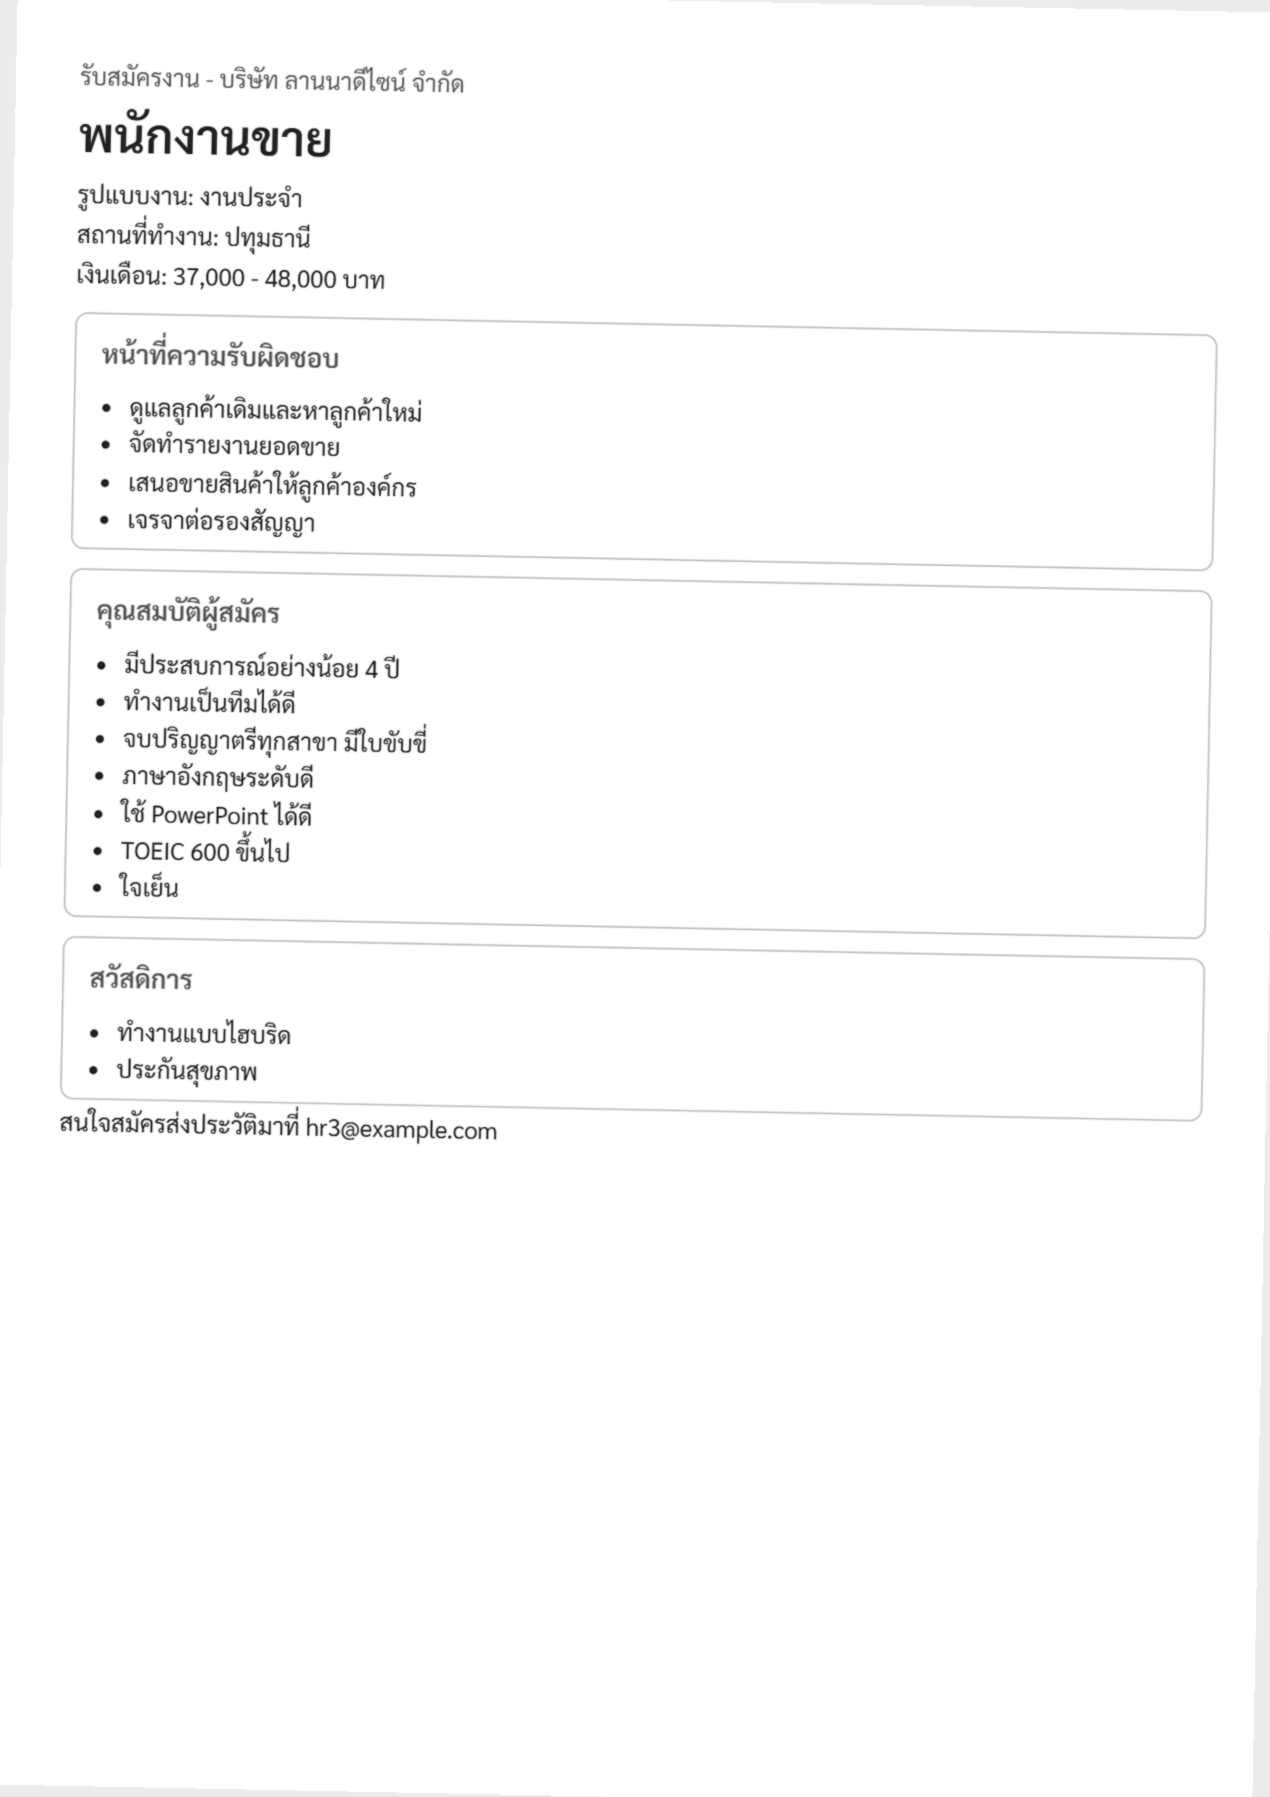 รับสมัครงาน - บริษัท ลานนาดีไซน์ จำกัด
พนักงานขาย
รูปแบบงาน: งานประจำ
สถานที่ทำงาน: ปทุมธานี
เงินเดือน: 37,000 - 48,000 บาท
หน้าที่ความรับผิดชอบ
• ดูแลลูกค้าเดิมและหาลูกค้าใหม่
• จัดทำรายงานยอดขาย
• เสนอขายสินค้าให้ลูกค้าองค์กร
• เจรจาต่อรองสัญญา
คุณสมบัติผู้สมัคร
• มีประสบการณ์อย่างน้อย 4 ปี
• ทำงานเป็นทีมได้ดี
• จบปริญญาตรีทุกสาขา มีใบขับขี่
• ภาษาอังกฤษระดับดี
• ใช้ PowerPoint ได้ดี
• TOEIC 600 ขึ้นไป
• ใจเย็น
สวัสดิการ
• ทำงานแบบไฮบริด
• ประกันสุขภาพ
สนใจสมัครส่งประวัติมาที่ hr3@example.com